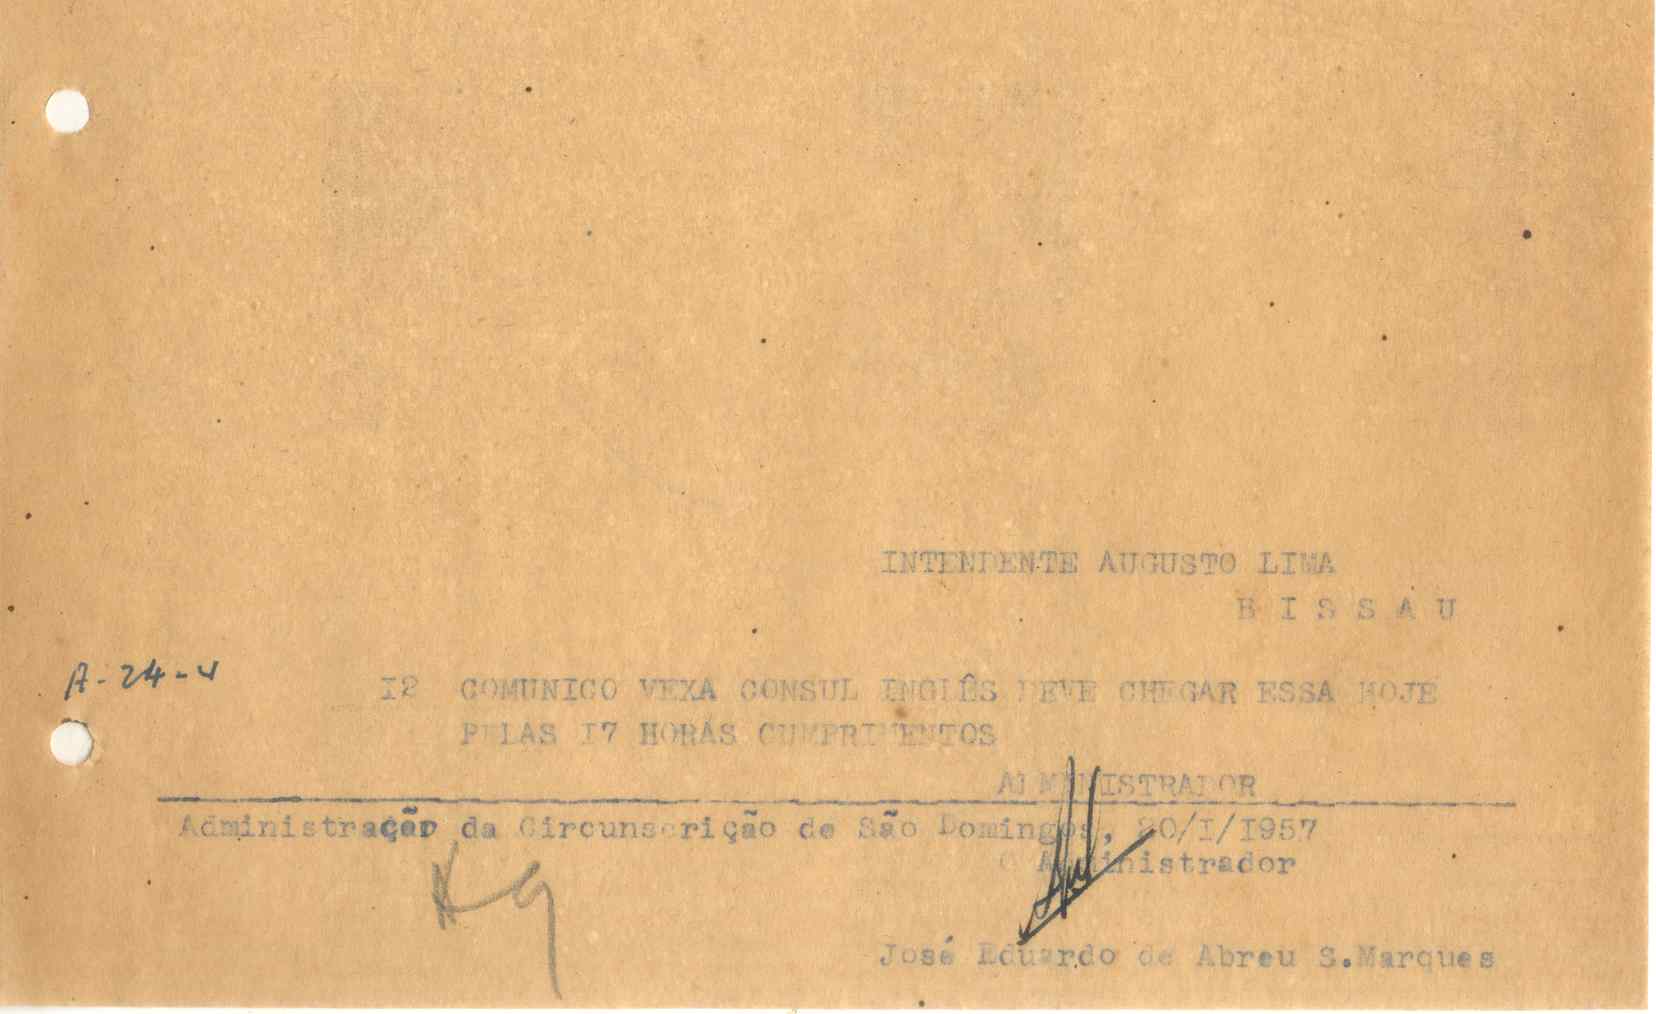 INTENDENTE AUGUSTO LIMA
B I S S A U
A-24-4
I2 COMUNICO VEXA CONSUL INGLÊS DEVE CHEGAR ESSA HOJE
PELAS I7 HORAS CUMPRIMENTOS
ADMINISTRADOR
Administração da Circunscrição de São Domingos, 20/I/I957
O Administrador
José Eduardo de Abreu S.Marques